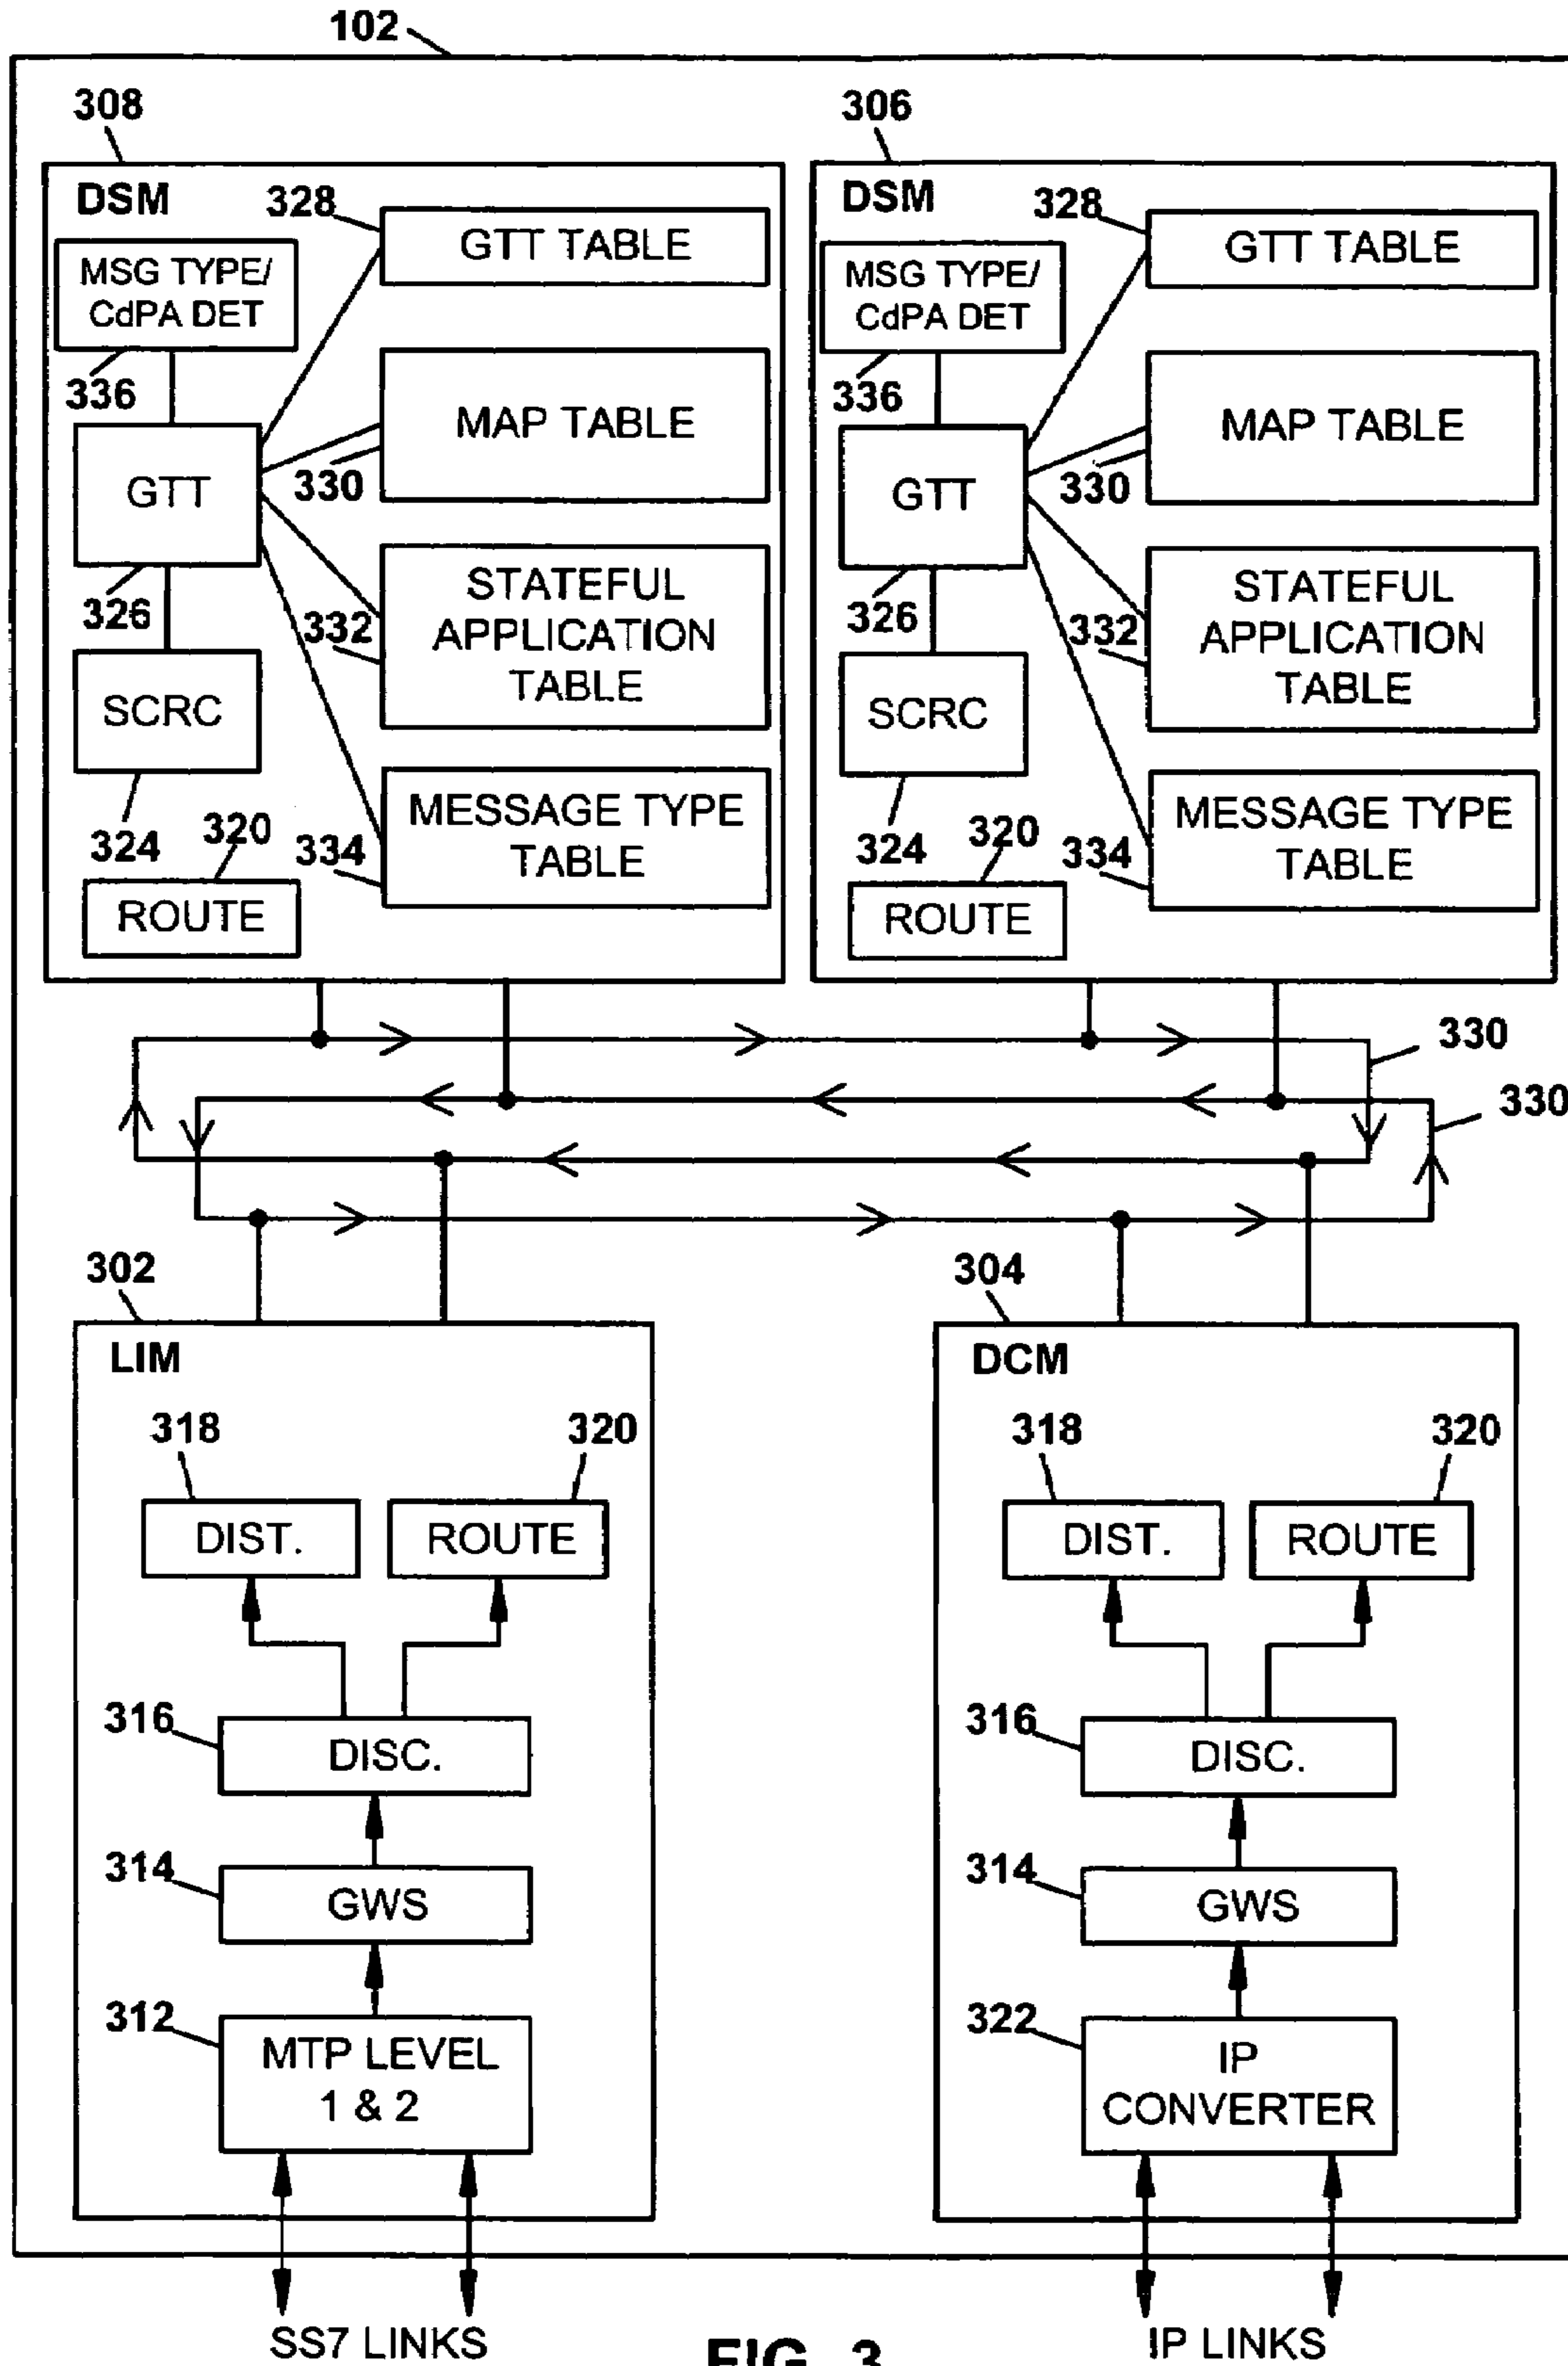 102
308
306
DSM
328
GTT TABLE
MSG TYPE/
CdPA DET
336
MAP TABLE
GTT
330
326
STATEFUL
APPLICATION
TABLE
332
SCRC
324
320
334
MESSAGE TYPE
TABLE
ROUTE
DSM
328
GTT TABLE
MSG TYPE/
CdPA DET
336
MAP TABLE
GTT
330
326
STATEFUL
APPLICATION
TABLE
332
SCRC
324
320
334
MESSAGE TYPE
TABLE
ROUTE
330
330
302
LIM
318
320
DIST.
ROUTE
316
DISC.
314
GWS
312
MTP LEVEL
1 & 2
SS7 LINKS
304
DCM
318
320
DIST.
ROUTE
316
DISC.
314
GWS
322
IP
CONVERTER
IP LINKS
FIG. 3